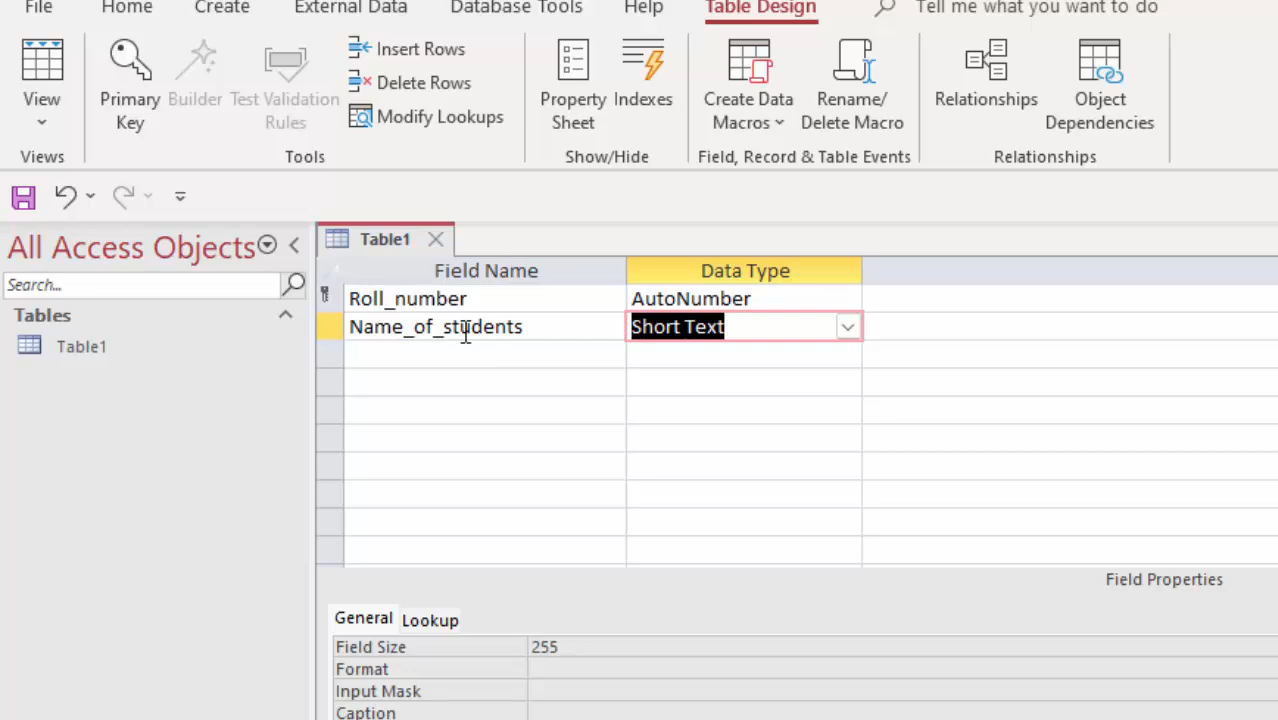 File Home Create External Data Database Tools Help Table Design Tell me what you want to do
View
Primary Key
Builder
Test Validation Rules
Insert Rows
Delete Rows
Modify Lookups
Property Sheet
Indexes
Create Data Macros
Rename/ Delete Macro
Relationships
Object Dependencies
Views Tools Show/Hide Field, Record & Table Events Relationships
All Access Objects
Search...
Tables
Table1
Table1
Field Name Data Type
Roll_number AutoNumber
Name_of_students Short Text
Field Properties
General Lookup
Field Size 255
Format
Input Mask
Caption